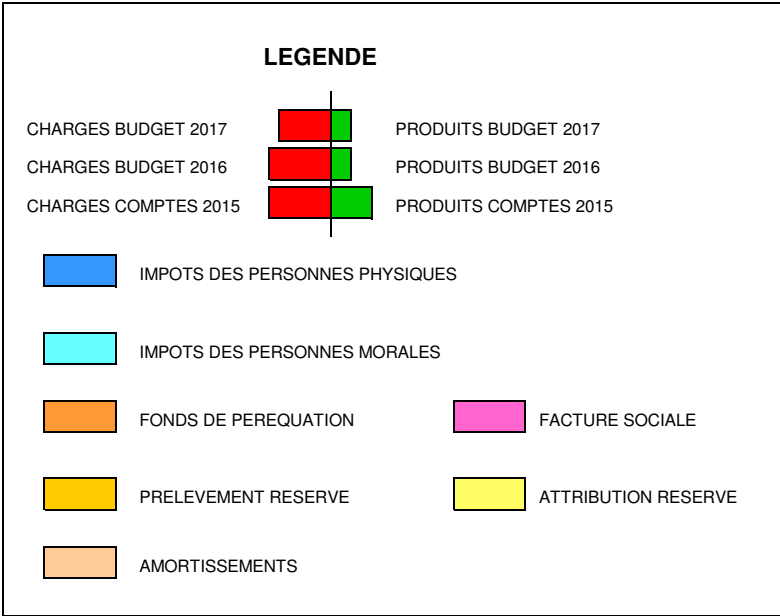 LEGENDE
CHARGES BUDGET 2017 PRODUITS BUDGET 2017
CHARGES BUDGET 2016 PRODUITS BUDGET 2016
CHARGES COMPTES 2015 PRODUITS COMPTES 2015
IMPOTS DES PERSONNES PHYSIQUES
IMPOTS DES PERSONNES MORALES
FONDS DE PEREQUATION FACTURE SOCIALE
PRELEVEMENT RESERVE ATTRIBUTION RESERVE
AMORTISSEMENTS